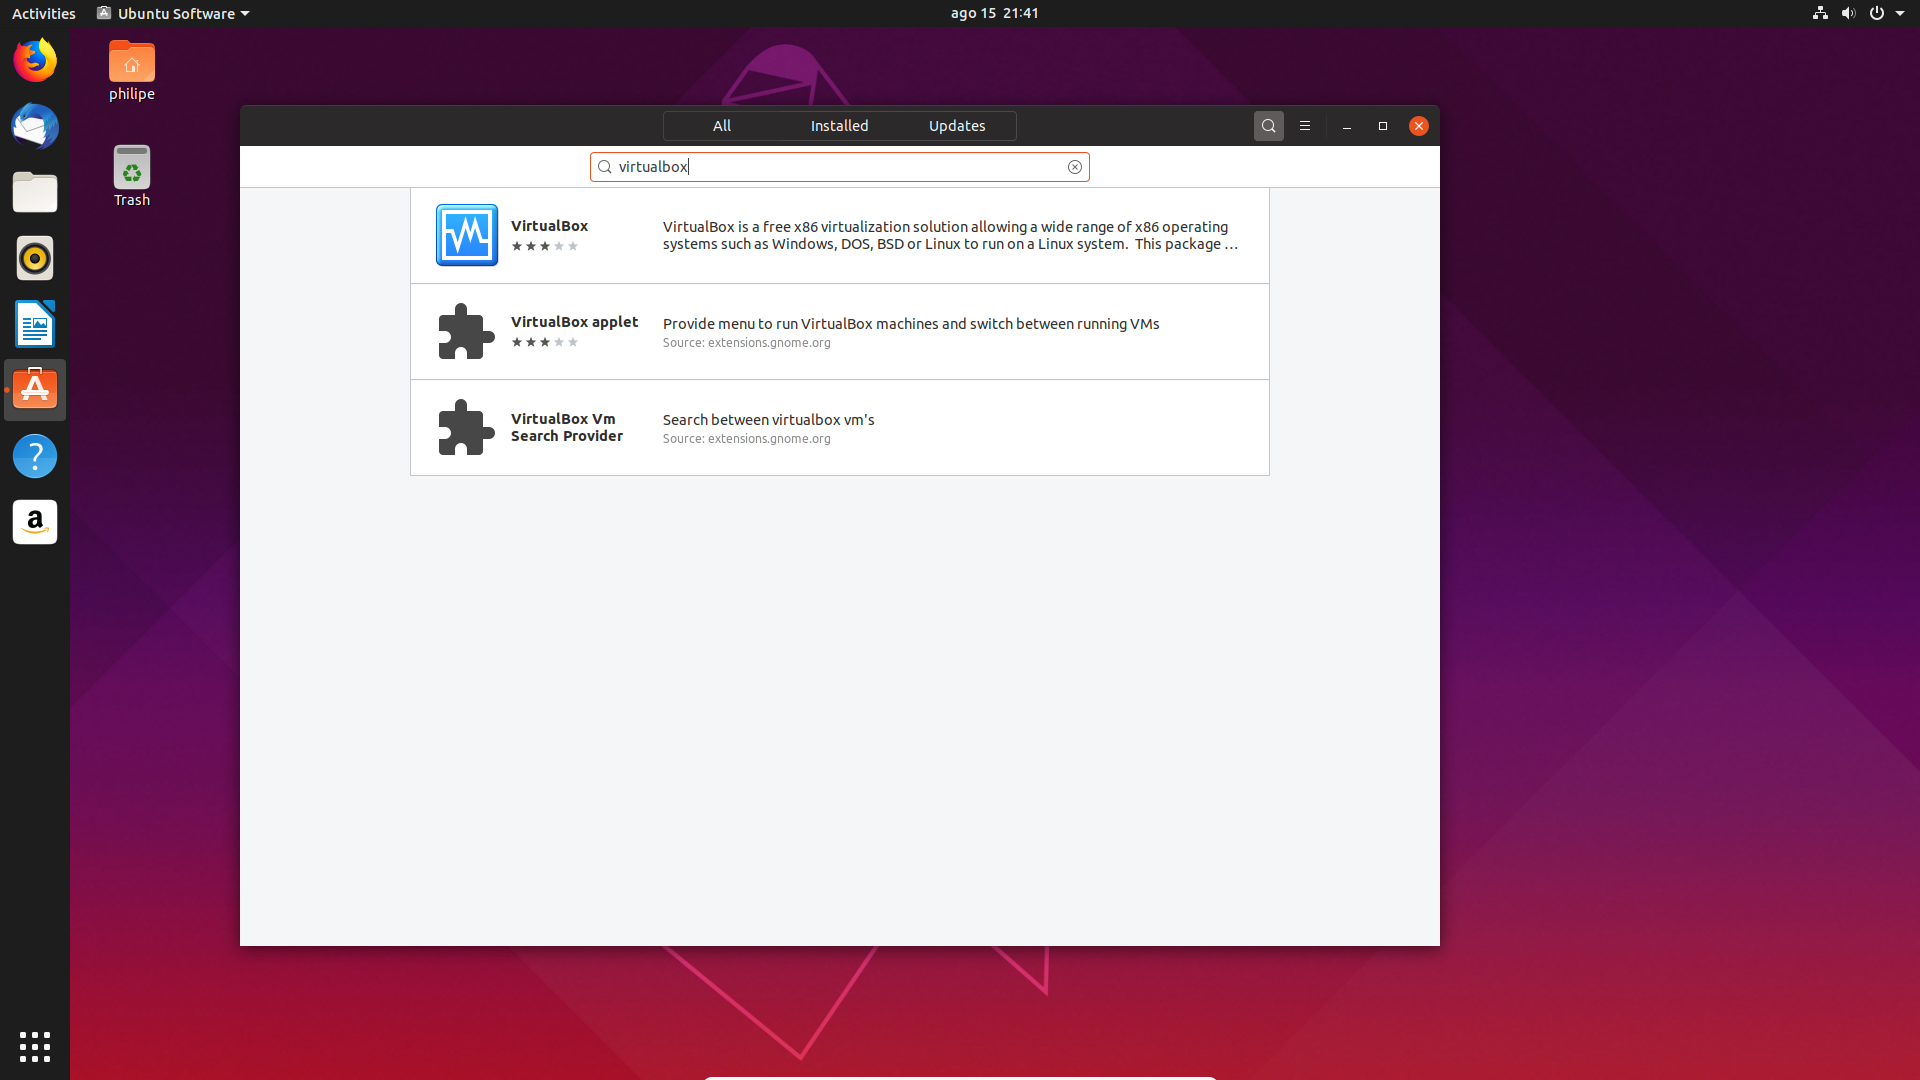 Activities
Ubuntu Software
ago 15 21:41
philipe
Trash
All
Installed
Updates
virtualbox
VirtualBox
VirtualBox is a free x86 virtualization solution allowing a wide range of x86 operating
systems such as Windows, DOS, BSD or Linux to run on a Linux system. This package …
VirtualBox applet
Provide menu to run VirtualBox machines and switch between running VMs
Source: extensions.gnome.org
VirtualBox Vm
Search Provider
Search between virtualbox vm's
Source: extensions.gnome.org